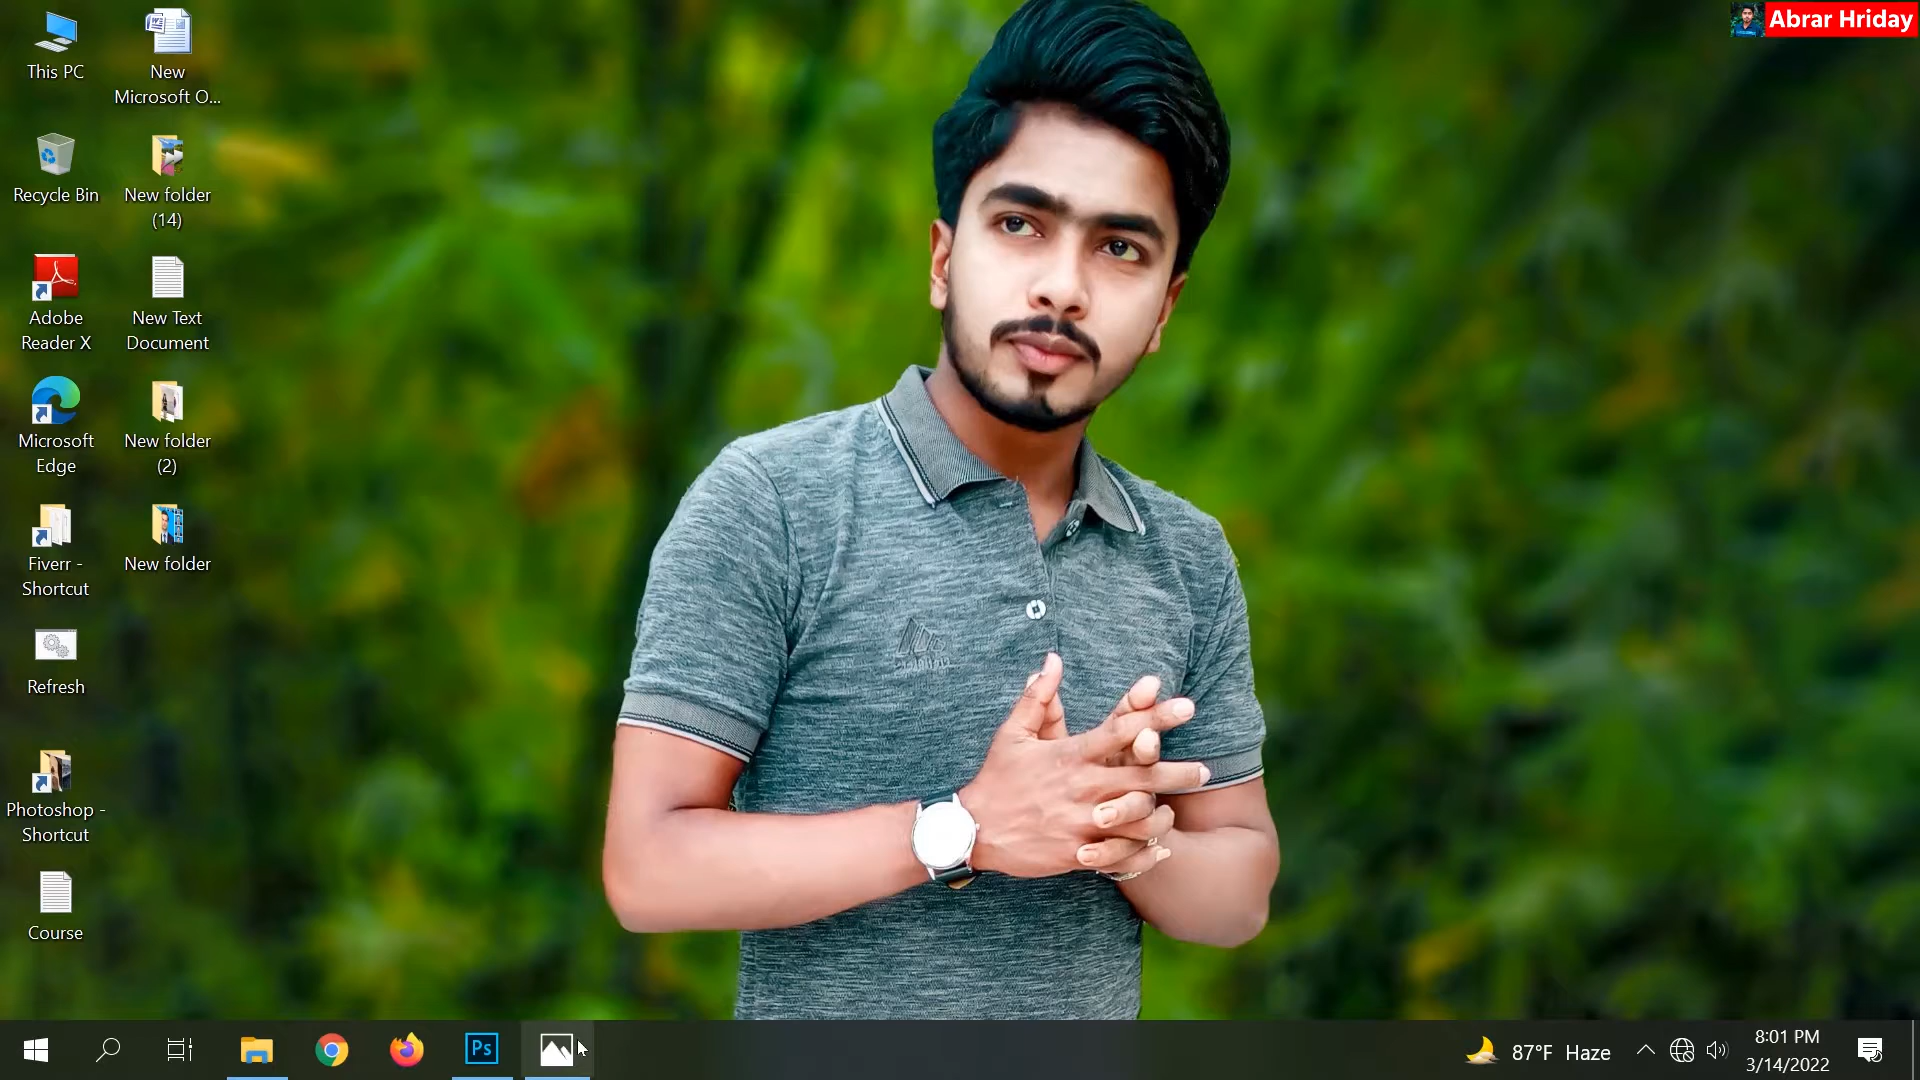 Abrar Hriday
This PC
New
Microsoft O...
Recycle Bin
New folder
(14)
Adobe
Reader X
New Text
Document
Microsoft
Edge
New folder
(2)
Fiverr -
Shortcut
New folder
Refresh
Photoshop -
Shortcut
Course
Ps
87°F Haze
8:01 PM
3/14/2022